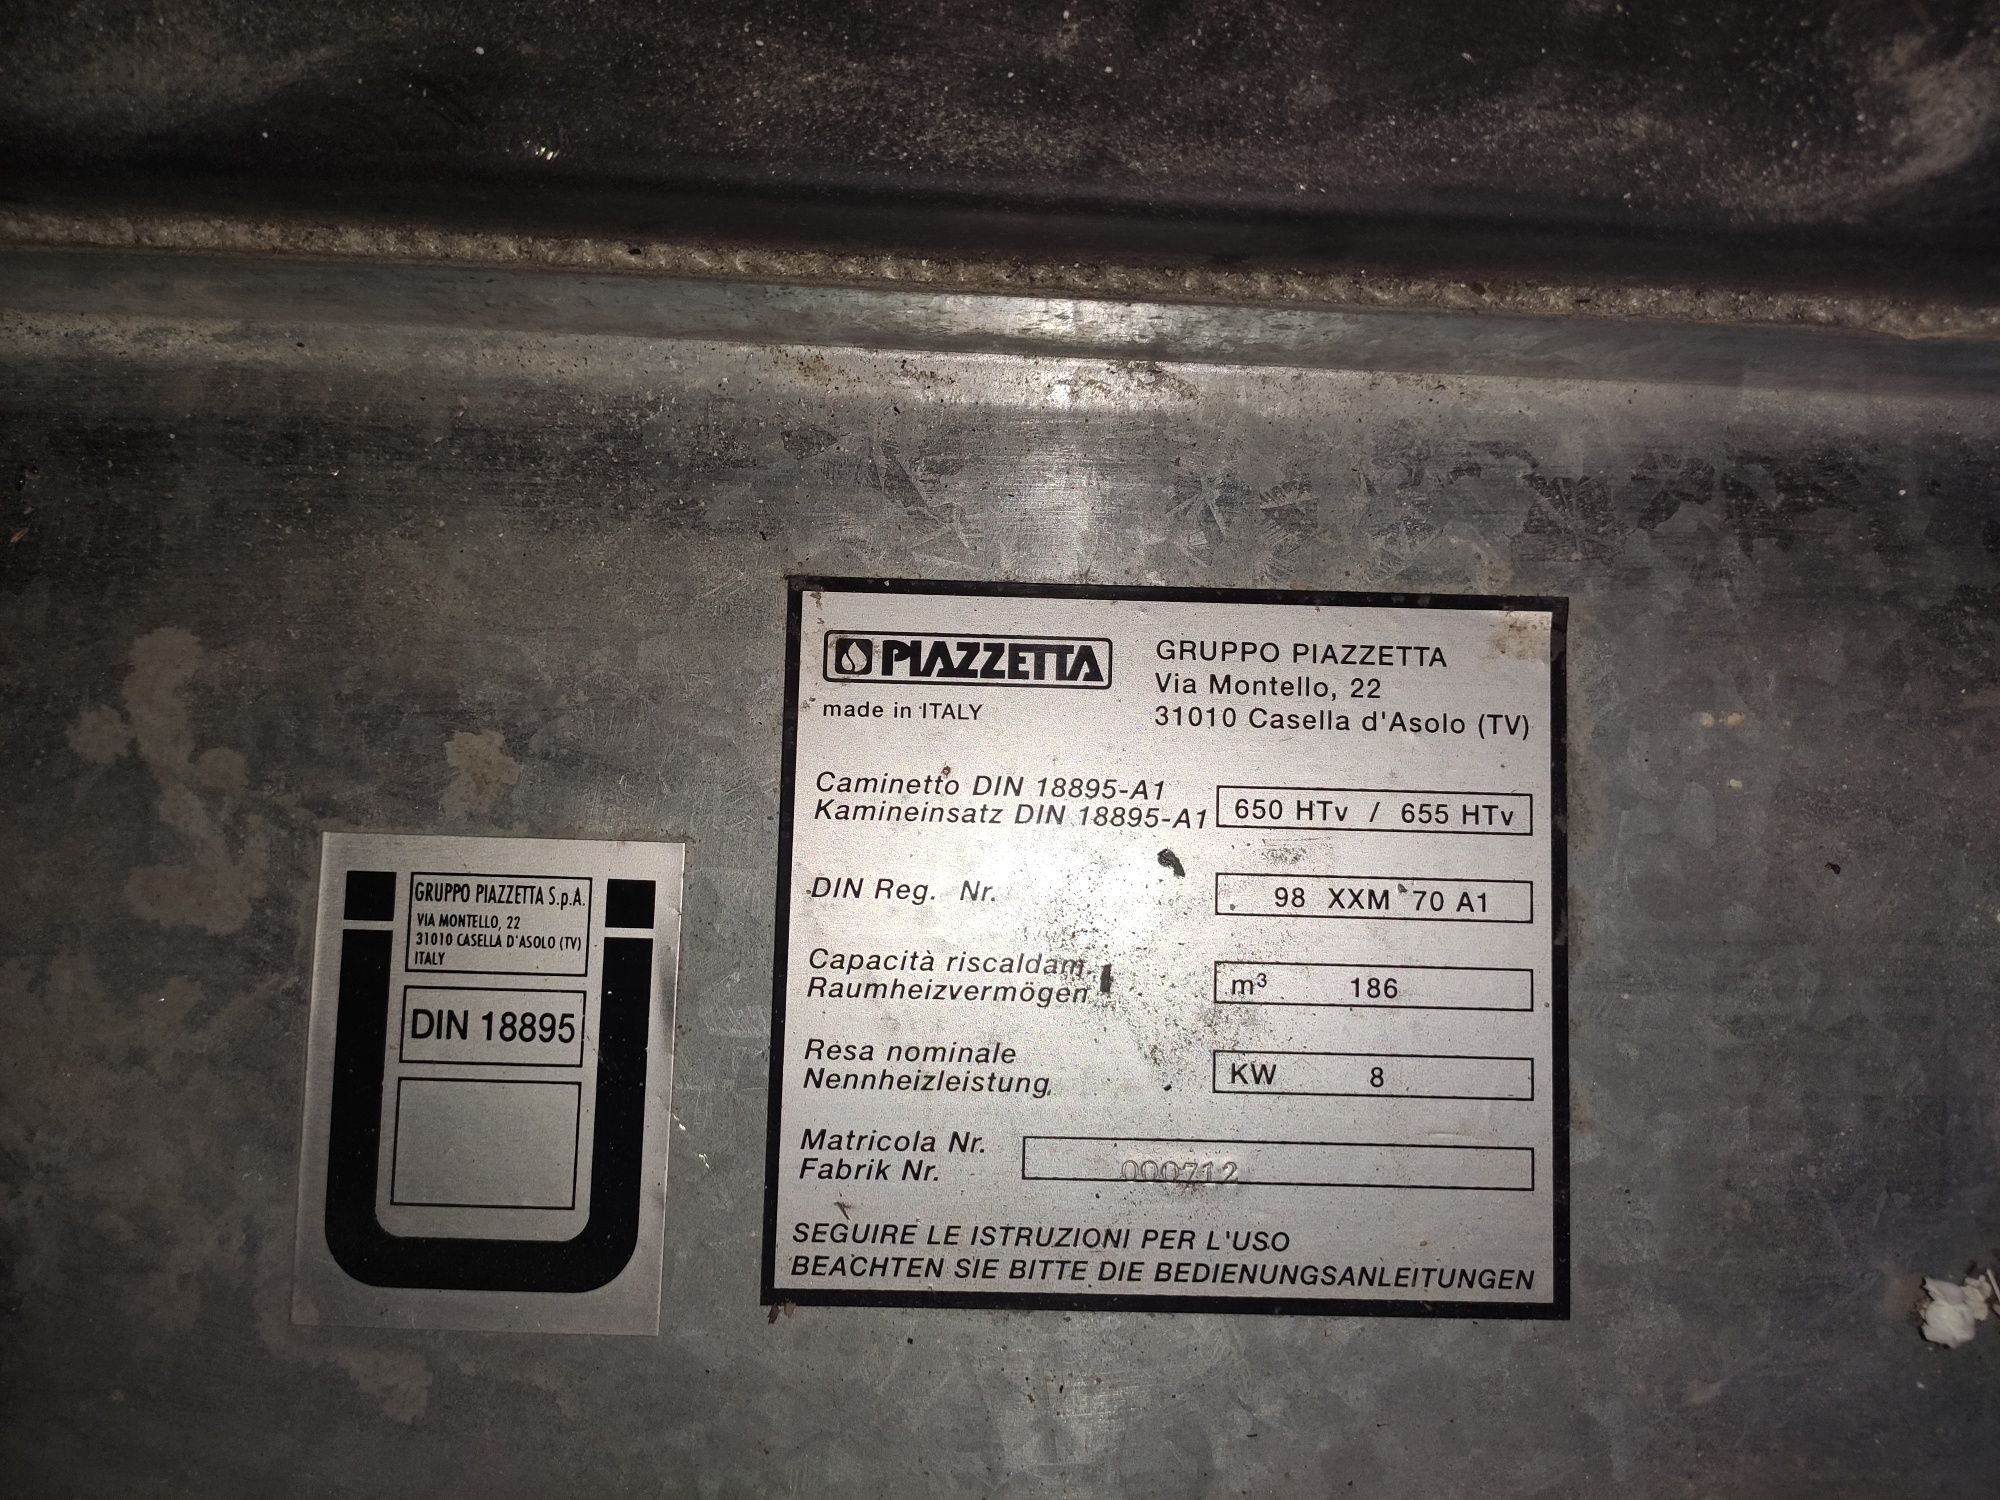 GRUPPO PIAZZETTA S.p.A.
VIA MONTELLO, 22
31010 CASELLA D'ASOLO (TV)
ITALY
DIN 18895
PIAZZETTA
made in ITALY
GRUPPO PIAZZETTA
Via Montello, 22
31010 Casella d'Asolo (TV)
Caminetto DIN 18895-A1
Kamineinsatz DIN 18895-A1
650 HTv / 655 HTv
DIN Reg. Nr.
98 XXM 70 A1
Capacità riscaldam.
Raumheizvermögen
m³ 186
Resa nominale
Nennheizleistung
KW 8
Matricola Nr.
Fabrik Nr.
000712
SEGUIRE LE ISTRUZIONI PER L'USO
BEACHTEN SIE BITTE DIE BEDIENUNGSANLEITUNGEN